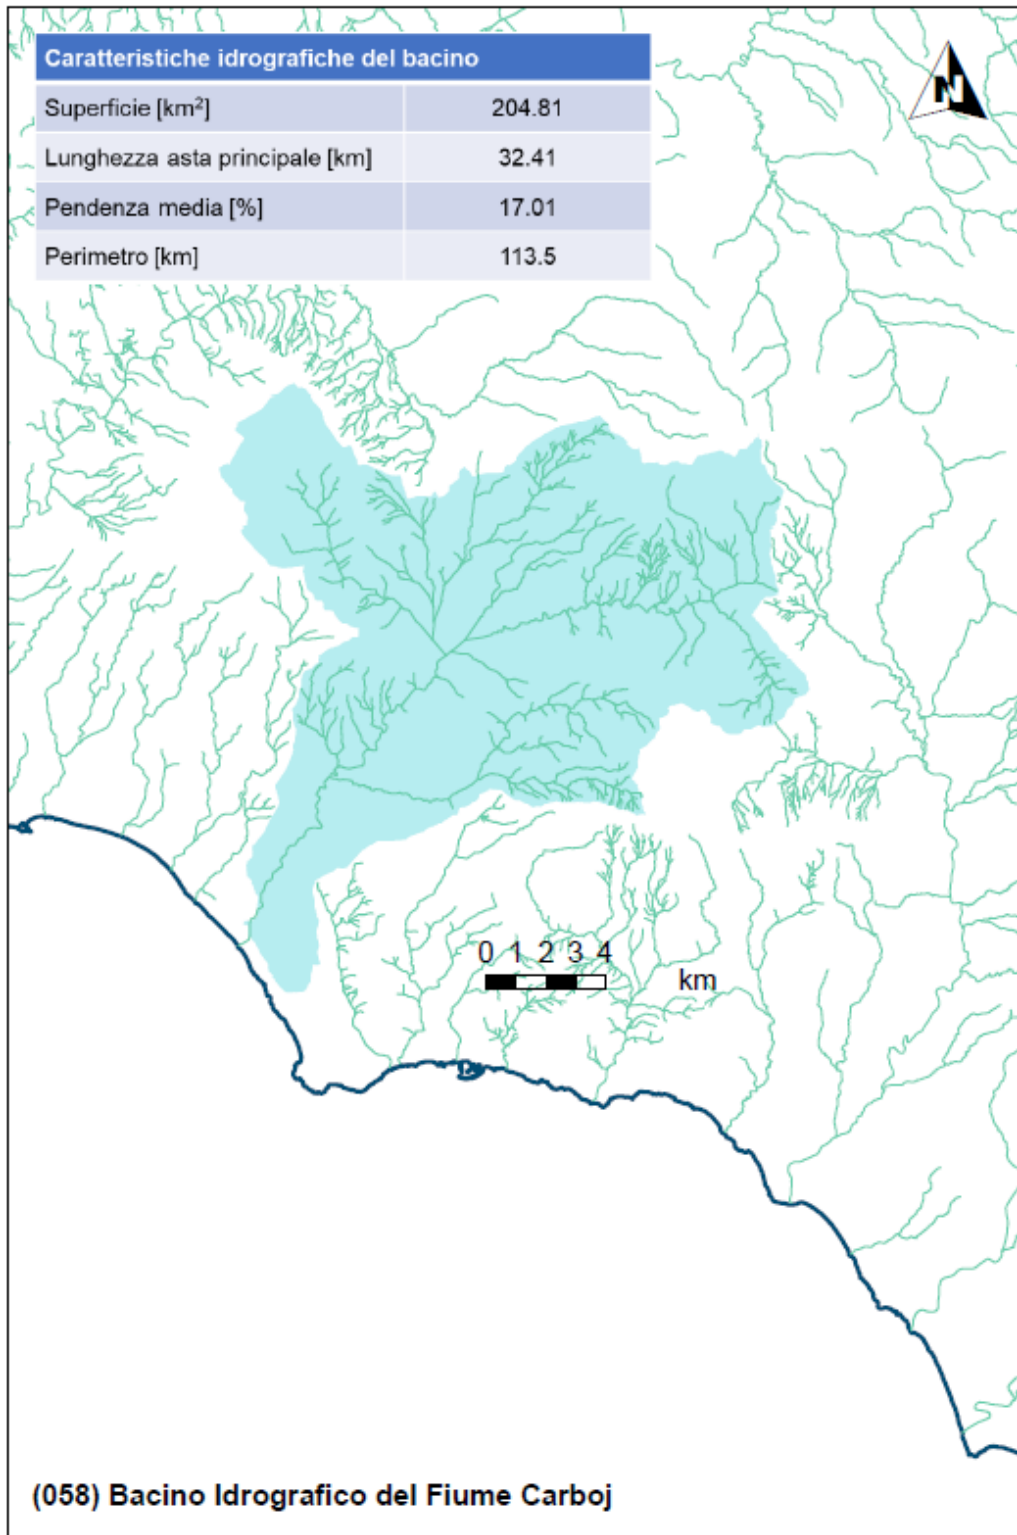 Caratteristiche idrografiche del bacino
Superficie [km²] 204.81
Lunghezza asta principale [km] 32.41
Pendenza media [%] 17.01
Perimetro [km] 113.5
N
0 1 2 3 4
km
(058) Bacino Idrografico del Fiume Carboj